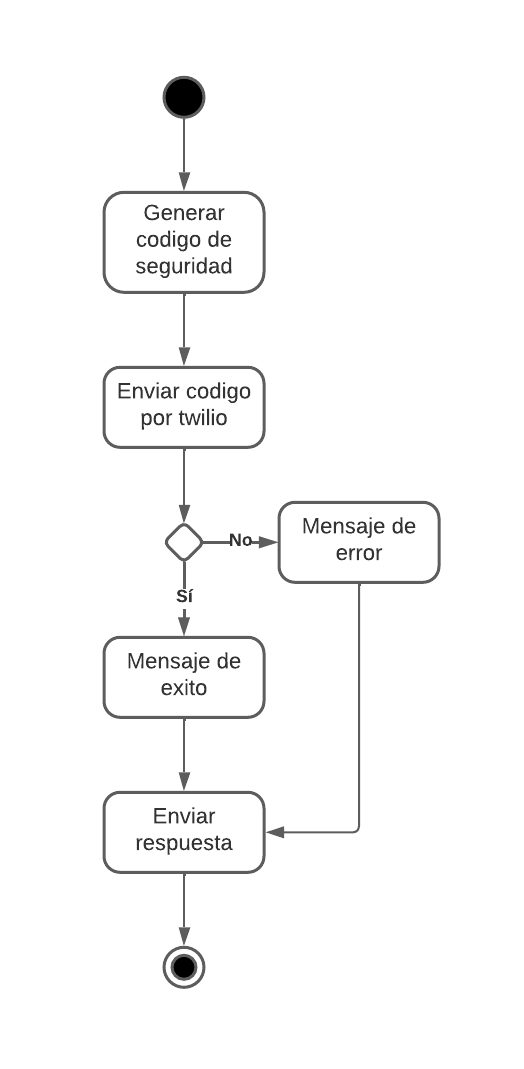 Generar
codigo de
seguridad
Enviar codigo
por twilio
No
Mensaje de
error
Sí
Mensaje de
exito
Enviar
respuesta